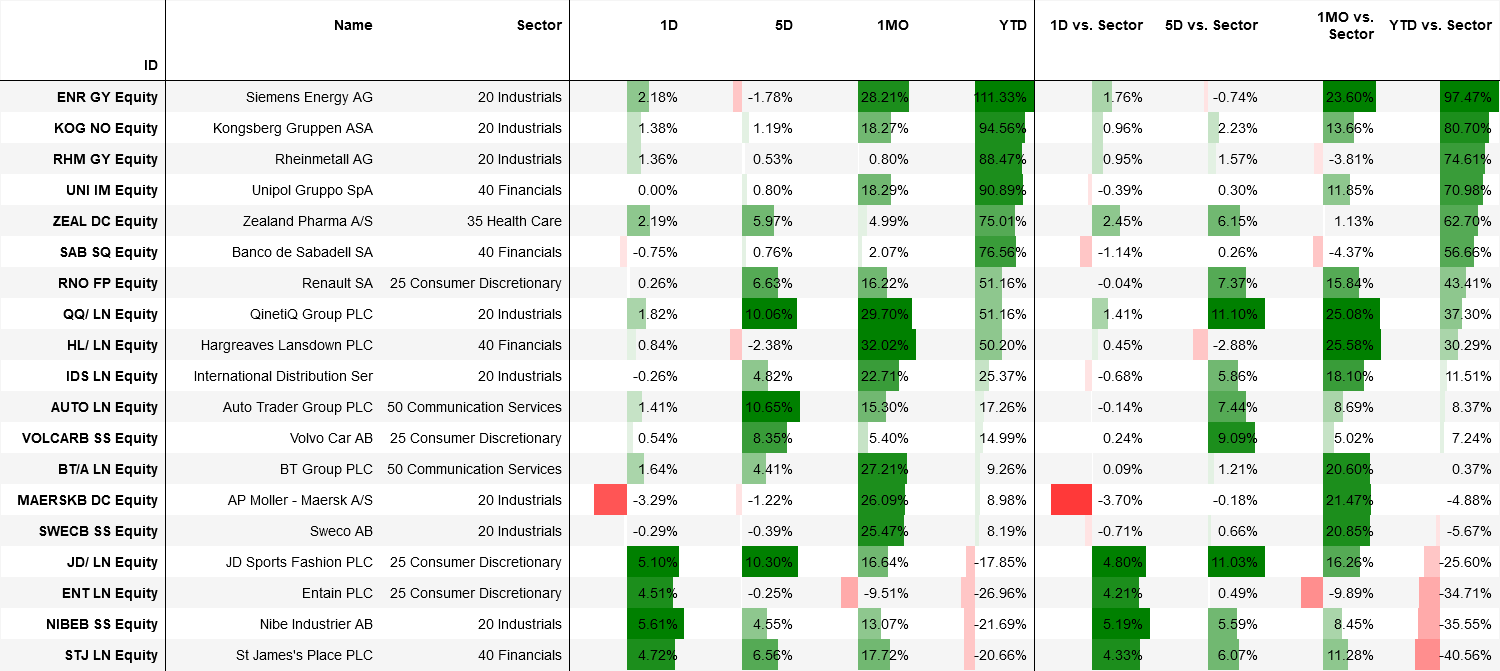 ID Name Sector 1D 5D 1MO YTD 1D vs. Sector 5D vs. Sector 1MO vs. Sector YTD vs. Sector
ENR GY Equity Siemens Energy AG 20 Industrials 2.18% -1.78% 28.21% 111.33% 1.76% -0.74% 23.60% 97.47%
KOG NO Equity Kongsberg Gruppen ASA 20 Industrials 1.38% 1.19% 18.27% 94.56% 0.96% 2.23% 13.66% 80.70%
RHM GY Equity Rheinmetall AG 20 Industrials 1.36% 0.53% 0.80% 88.47% 0.95% 1.57% -3.81% 74.61%
UNI IM Equity Unipol Gruppo SpA 40 Financials 0.00% 0.80% 18.29% 90.89% -0.39% 0.30% 11.85% 70.98%
ZEAL DC Equity Zealand Pharma A/S 35 Health Care 2.19% 5.97% 4.99% 75.01% 2.45% 6.15% 1.13% 62.70%
SAB SQ Equity Banco de Sabadell SA 40 Financials -0.75% 0.76% 2.07% 76.56% -1.14% 0.26% -4.37% 56.66%
RNO FP Equity Renault SA 25 Consumer Discretionary 0.26% 6.63% 16.22% 51.16% -0.04% 7.37% 15.84% 43.41%
QQ/ LN Equity QinetiQ Group PLC 20 Industrials 1.82% 10.06% 29.70% 51.16% 1.41% 11.10% 25.08% 37.30%
HL/ LN Equity Hargreaves Lansdown PLC 40 Financials 0.84% -2.38% 32.02% 50.20% 0.45% -2.88% 25.58% 30.29%
IDS LN Equity International Distribution Ser 20 Industrials -0.26% 4.82% 22.71% 25.37% -0.68% 5.86% 18.10% 11.51%
AUTO LN Equity Auto Trader Group PLC 50 Communication Services 1.41% 10.65% 15.30% 17.26% -0.14% 7.44% 8.69% 8.37%
VOLCARB SS Equity Volvo Car AB 25 Consumer Discretionary 0.54% 8.35% 5.40% 14.99% 0.24% 9.09% 5.02% 7.24%
BT/A LN Equity BT Group PLC 50 Communication Services 1.64% 4.41% 27.21% 9.26% 0.09% 1.21% 20.60% 0.37%
MAERSKB DC Equity AP Moller - Maersk A/S 20 Industrials -3.29% -1.22% 26.09% 8.98% -3.70% -0.18% 21.47% -4.88%
SWECB SS Equity Sweco AB 20 Industrials -0.29% -0.39% 25.47% 8.19% -0.71% 0.66% 20.85% -5.67%
JD/ LN Equity JD Sports Fashion PLC 25 Consumer Discretionary 5.10% 10.30% 16.64% -17.85% 4.80% 11.03% 16.26% -25.60%
ENT LN Equity Entain PLC 25 Consumer Discretionary 4.51% -0.25% -9.51% -26.96% 4.21% 0.49% -9.89% -34.71%
NIBEB SS Equity Nibe Industrier AB 20 Industrials 5.61% 4.55% 13.07% -21.69% 5.19% 5.59% 8.45% -35.55%
STJ LN Equity St James's Place PLC 40 Financials 4.72% 6.56% 17.72% -20.66% 4.33% 6.07% 11.28% -40.56%